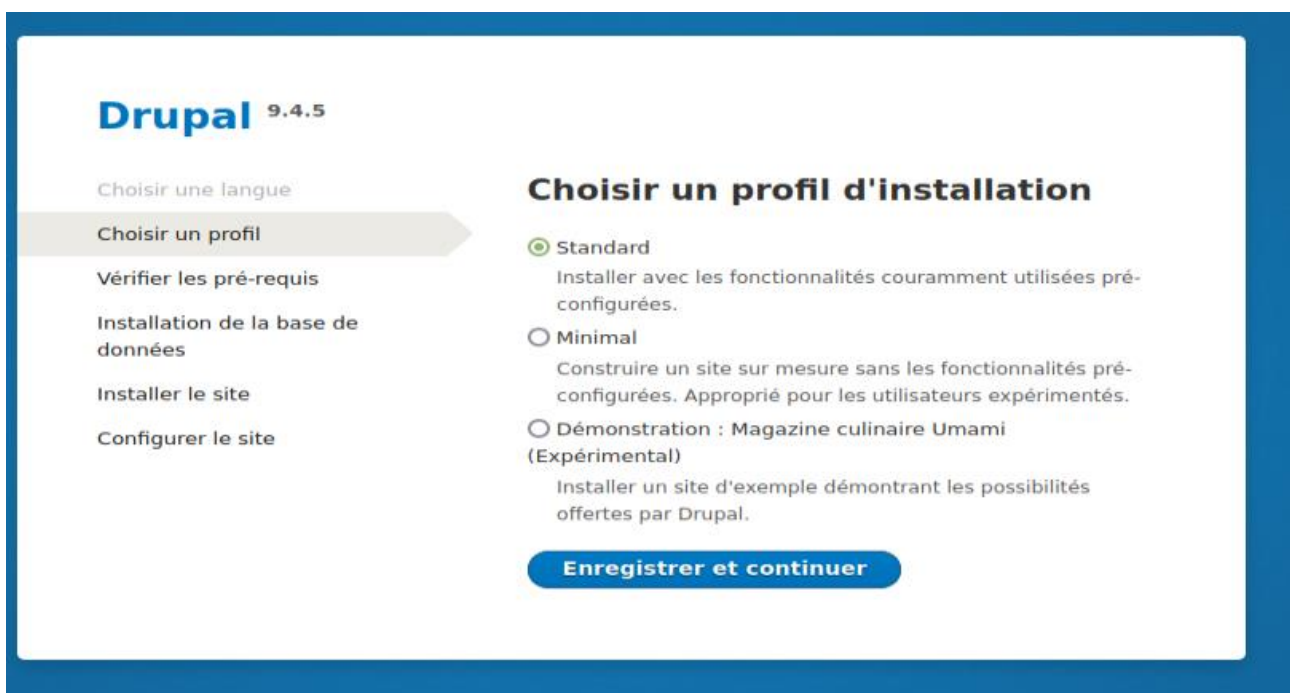 Drupal 9.4.5
Choisir une langue
Choisir un profil
Vérifier les pré-requis
Installation de la base de
données
Installer le site
Configurer le site
Choisir un profil d'installation
Standard
Installer avec les fonctionnalités couramment utilisées pré-
configurées.
Minimal
Construire un site sur mesure sans les fonctionnalités pré-
configurées. Approprié pour les utilisateurs expérimentés.
Démonstration : Magazine culinaire Umami
(Expérimental)
Installer un site d'exemple démontrant les possibilités
offertes par Drupal.
Enregistrer et continuer